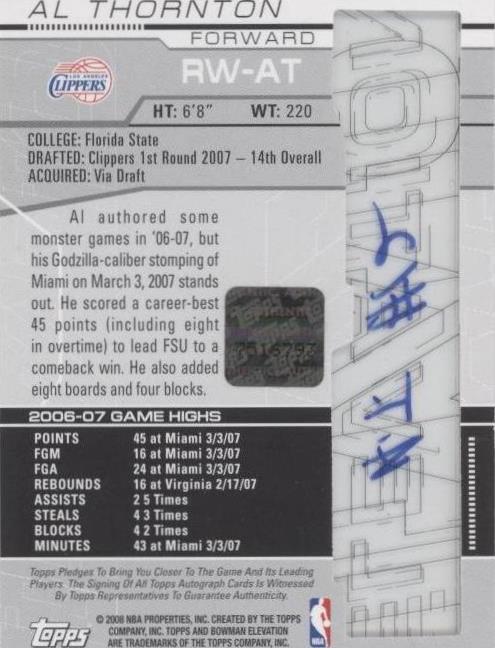 AL THORNTON
FORWARD
RW-AT
LOS ANGELES
CLIPPERS
HT: 6'8" WT: 220
COLLEGE: Florida State
DRAFTED: Clippers 1st Round 2007 – 14th Overall
ACQUIRED: Via Draft
Al authored some
monster games in '06-07, but
his Godzilla-caliber stomping of
Miami on March 3, 2007 stands
out. He scored a career-best
45 points (including eight
in overtime) to lead FSU to a
comeback win. He also added
eight boards and four blocks.
2006-07 GAME HIGHS
POINTS 45 at Miami 3/3/07
FGM 16 at Miami 3/3/07
FGA 24 at Miami 3/3/07
REBOUNDS 16 at Virginia 2/17/07
ASSISTS 2 5 Times
STEALS 4 3 Times
BLOCKS 4 2 Times
MINUTES 43 at Miami 3/3/07
Topps Pledges To Bring You Closer To The Game And Its Leading
Players. The Signing Of All Topps Autograph Cards Is Witnessed
By Topps Representatives To Guarantee Authenticity.
topps
© 2008 NBA PROPERTIES, INC. CREATED BY THE TOPPS
COMPANY, INC. TOPPS AND BOWMAN ELEVATION
ARE TRADEMARKS OF THE TOPPS COMPANY, INC.
NBA